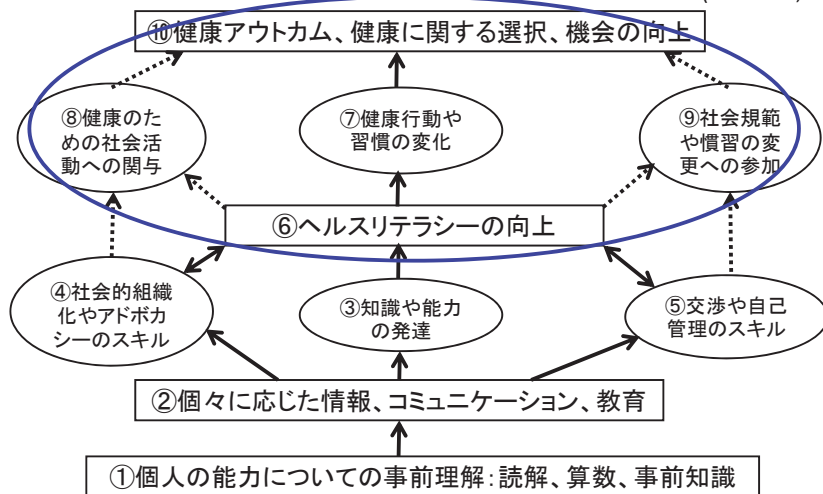 ⑩健康アウトカム、健康に関する選択、機会の向上
⑧健康のた
めの社会活
動への関与
⑦健康行動や
習慣の変化
⑨社会規範
や慣習の変
更への参加
⑥ヘルスリテラシーの向上
④社会的組織
化やアドボカ
シーのスキル
③知識や能力
の発達
⑤交渉や自己
管理のスキル
②個々に応じた情報、コミュニケーション、教育
①個人の能力についての事前理解:読解、算数、事前知識